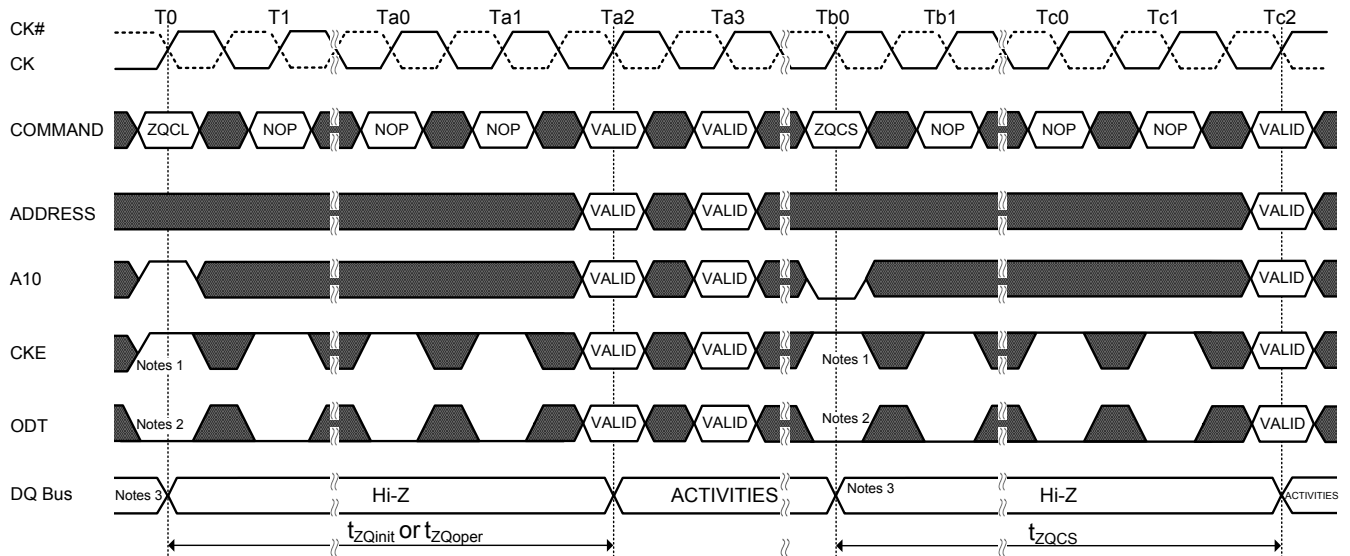 T0 T1 Ta0 Ta1 Ta2 Ta3 Tb0 Tb1 Tc0 Tc1 Tc2
CK#
CK
COMMAND ZQCL NOP NOP NOP VALID VALID ZQCS NOP NOP NOP VALID
ADDRESS VALID VALID VALID
A10 VALID VALID VALID
CKE Notes 1 VALID VALID Notes 1 VALID
ODT Notes 2 VALID VALID Notes 2 VALID
DQ Bus Notes 3 Hi-Z ACTIVITIES Notes 3 Hi-Z ACTIVITIES
tZQinit or tZQoper tZQCS